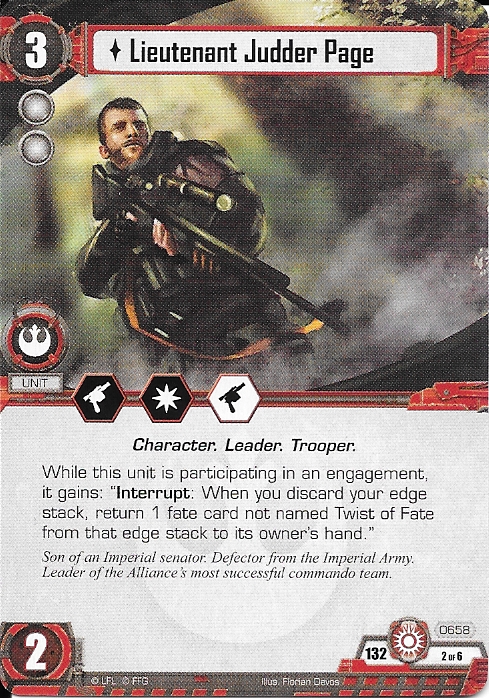 3
Lieutenant Judder Page
UNIT
Character. Leader. Trooper.
While this unit is participating in an engagement,
it gains: “Interrupt: When you discard your edge
stack, return 1 fate card not named Twist of Fate
from that edge stack to its owner's hand.”
Son of an Imperial senator. Defector from the Imperial Army.
Leader of the Alliance's most successful commando team.
2
© LFL © FFG
Illus. Florian Devos
132
0658
2 OF 6